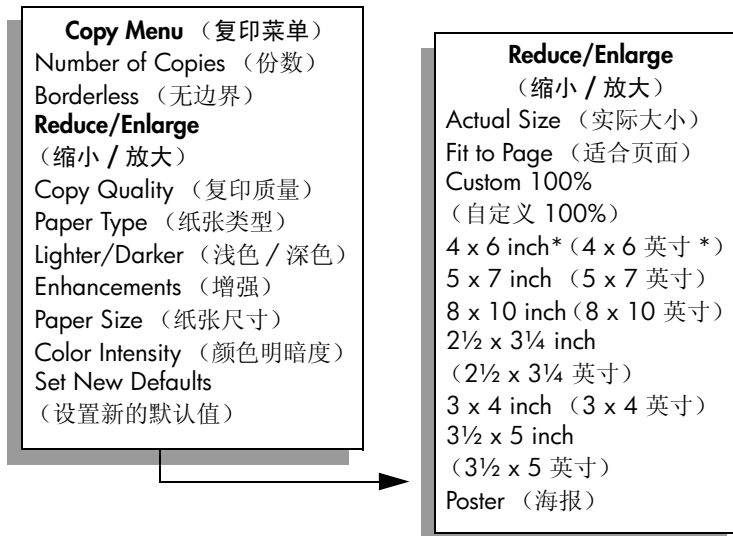 Copy Menu （复印菜单）
Number of Copies （份数）
Borderless （无边界）
Reduce/Enlarge
（缩小 / 放大）
Copy Quality （复印质量）
Paper Type （纸张类型）
Lighter/Darker （浅色 / 深色）
Enhancements （增强）
Paper Size （纸张尺寸）
Color Intensity （颜色明暗度）
Set New Defaults
（设置新的默认值）
Reduce/Enlarge
（缩小 / 放大）
Actual Size （实际大小）
Fit to Page （适合页面）
Custom 100%
（自定义 100%）
4 x 6 inch* （4 x 6 英寸 *）
5 x 7 inch （5 x 7 英寸）
8 x 10 inch （8 x 10 英寸）
2½ x 3¼ inch
（2½ x 3¼ 英寸）
3 x 4 inch （3 x 4 英寸）
3½ x 5 inch
（3½ x 5 英寸）
Poster （海报）